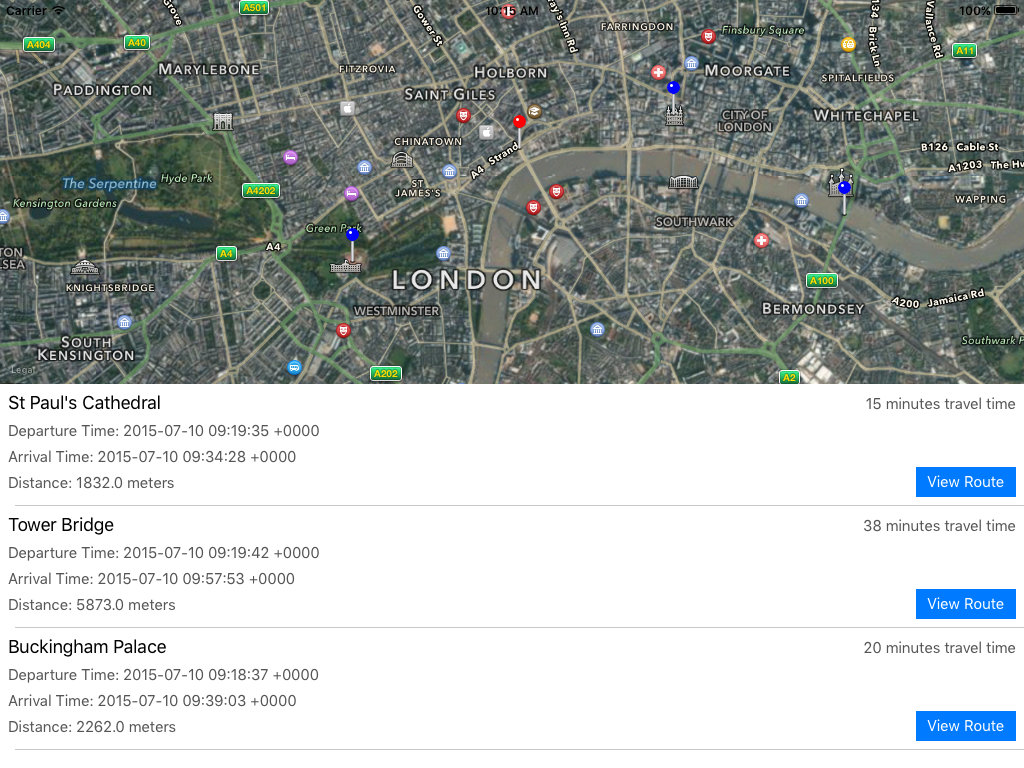 Carrier
10:15 AM
100%
A501
Grove
Gower St
ay's Inn Rd
FARRINGDON
Finsbury Square
Brick Ln
Vallance Rd
A404
A40
A11
MARYLEBONE
FITZROVIA
HOLBORN
MOORGATE
SPITALFIELDS
PADDINGTON
SAINT GILES
CITY OF
LONDON
WHITECHAPEL
CHINATOWN
A4 Strand
B126 Cable St
A1203 The Hw
The Serpentine
Hyde Park
A4202
ST
JAMES'S
WAPPING
Kensington Gardens
SOUTHWARK
Green Park
TON
LSEA
A4
A4
KNIGHTSBRIDGE
LONDON
A100
A200 Jamaica Rd
WESTMINSTER
BERMONDSEY
SOUTH
KENSINGTON
Southwark P
Legal
A202
A2
St Paul's Cathedral
15 minutes travel time
Departure Time: 2015-07-10 09:19:35 +0000
Arrival Time: 2015-07-10 09:34:28 +0000
Distance: 1832.0 meters
View Route
Tower Bridge
38 minutes travel time
Departure Time: 2015-07-10 09:19:42 +0000
Arrival Time: 2015-07-10 09:57:53 +0000
Distance: 5873.0 meters
View Route
Buckingham Palace
20 minutes travel time
Departure Time: 2015-07-10 09:18:37 +0000
Arrival Time: 2015-07-10 09:39:03 +0000
Distance: 2262.0 meters
View Route